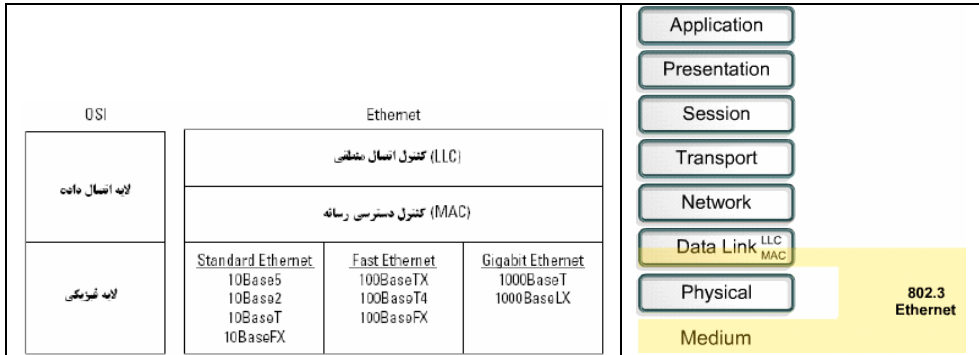 OSI
Ethernet
لایه اتصال داده
(LLC) کنترل اتصال منطقی
(MAC) کنترل دسترسی رسانه
لایه فیزیکی
Standard Ethernet
10Base5
10Base2
10BaseT
10BaseFX
Fast Ethernet
100BaseTX
100BaseT4
100BaseFX
Gigabit Ethernet
1000BaseT
1000BaseLX
Application
Presentation
Session
Transport
Network
Data Link LLC
MAC
Physical
Medium
802.3
Ethernet